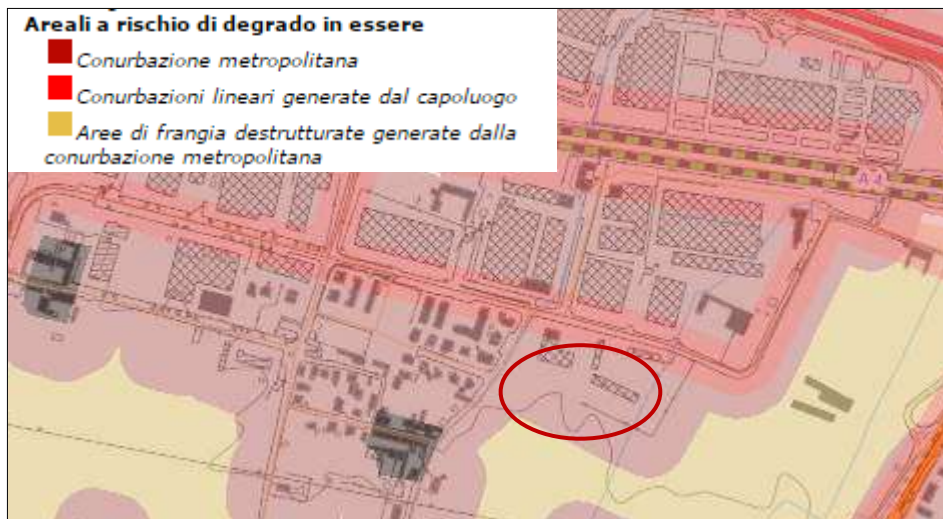 Areali a rischio di degrado in essere
Conurbazione metropolitana
Conurbazioni lineari generate dal capoluogo
Aree di frangia destrutturate generate dalla
conurbazione metropolitana
A4